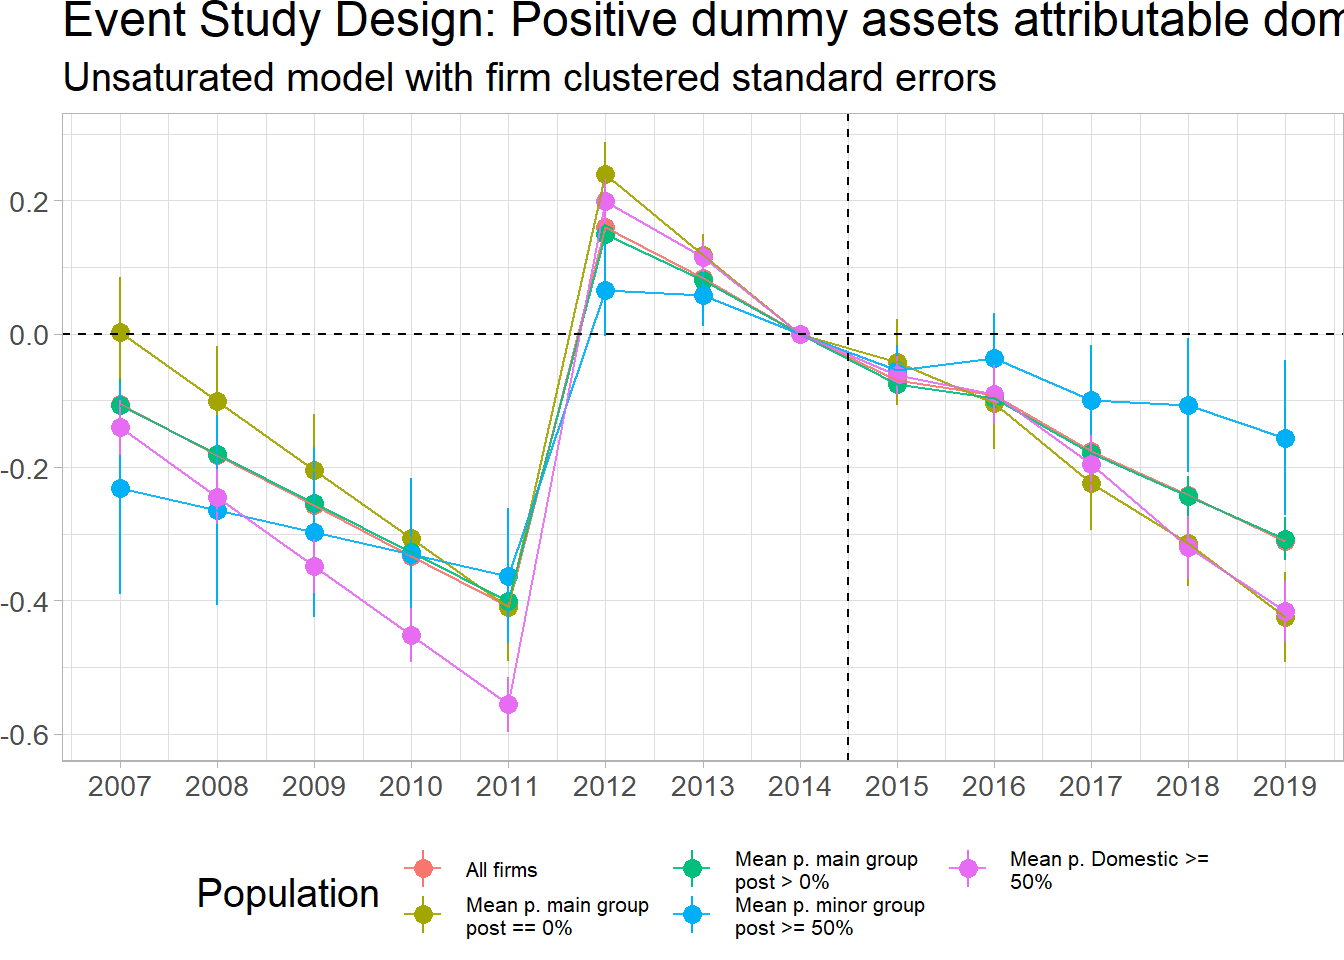 Event Study Design: Positive dummy assets attributable dom
Unsaturated model with firm clustered standard errors
0.2
0.0
-0.2
-0.4
-0.6
2007 2008 2009 2010 2011 2012 2013 2014 2015 2016 2017 2018 2019
Population
All firms
Mean p. main group
post == 0%
Mean p. main group
post > 0%
Mean p. minor group
post >= 50%
Mean p. Domestic >=
50%